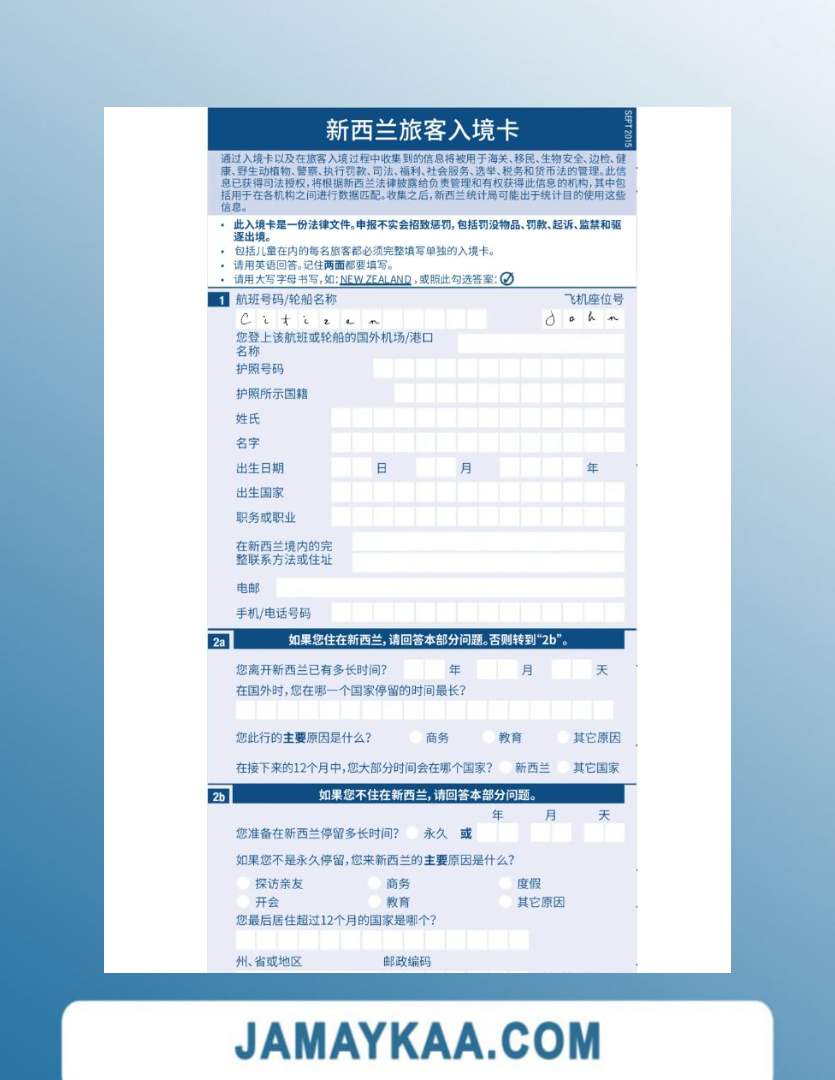 新西兰旅客入境卡
SEPT 2015
通过入境卡以及在旅客入境过程中收集到的信息将被用于海关、移民、生物安全、边检、健
康、野生动植物、警察、执行罚款、司法、福利、社会服务、选举、税务和货币法的管理。此信
息已获得司法授权，将根据新西兰法律披露给负责管理和有权获得此信息的机构，其中包
括用于在各机构之间进行数据匹配。收集之后，新西兰统计局可能出于统计目的使用这些
信息。
• 此入境卡是一份法律文件。申报不实会招致惩罚，包括罚没物品、罚款、起诉、监禁和驱
逐出境。
• 包括儿童在内的每名旅客都必须完整填写单独的入境卡。
• 请用英语回答。记住两面都要填写。
• 请用大写字母书写，如：NEW ZEALAND，或照此勾选答案：
1 航班号码/轮船名称 飞机座位号
Citizen John
您登上该航班或轮船的国外机场/港口
名称
护照号码
护照所示国籍
姓氏
名字
出生日期 日 月 年
出生国家
职务或职业
在新西兰境内的完
整联系方法或住址
电邮
手机/电话号码
2a 如果您住在新西兰，请回答本部分问题。否则转到“2b”。
您离开新西兰已有多长时间？ 年 月 天
在国外时，您在哪一个国家停留的时间最长？
您此行的主要原因是什么？ 商务 教育 其它原因
在接下来的12个月中，您大部分时间会在哪个国家？ 新西兰 其它国家
2b 如果您不住在新西兰，请回答本部分问题。
年 月 天
您准备在新西兰停留多长时间？ 永久 或
如果您不是永久停留，您来新西兰的主要原因是什么？
探访亲友 商务 度假
开会 教育 其它原因
您最后居住超过12个月的国家是哪个？
州、省或地区 邮政编码
JAMAYKAA.COM